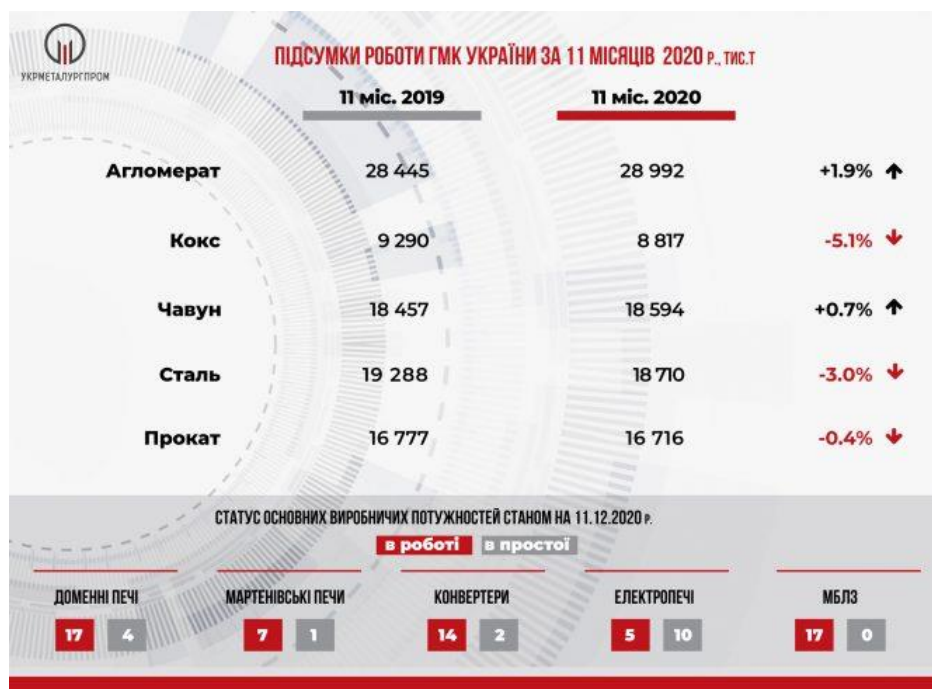 УКРМЕТАЛУРГПРОМ
ПІДСУМКИ РОБОТИ ГМК УКРАЇНИ ЗА 11 МІСЯЦІВ 2020 Р., ТИС.Т
11 міс. 2019 11 міс. 2020
Агломерат 28 445 28 992 +1.9%
Кокс 9 290 8 817 -5.1%
Чавун 18 457 18 594 +0.7%
Сталь 19 288 18 710 -3.0%
Прокат 16 777 16 716 -0.4%
СТАТУС ОСНОВНИХ ВИРОБНИЧИХ ПОТУЖНОСТЕЙ СТАНОМ НА 11.12.2020 Р.
в роботі в простої
ДОМЕННІ ПЕЧІ МАРТЕНІВСЬКІ ПЕЧИ КОНВЕРТЕРИ ЕЛЕКТРОПЕЧІ МБЛЗ
17 4 7 1 14 2 5 10 17 0